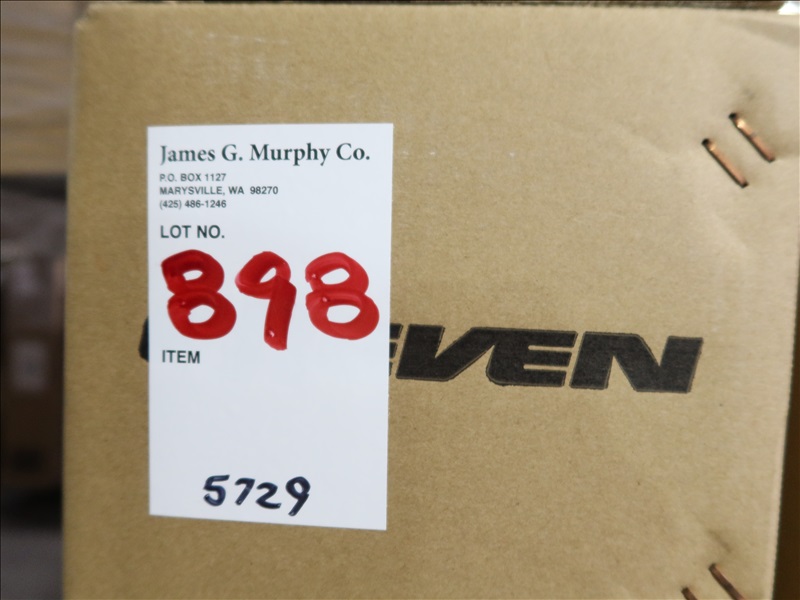 James G. Murphy Co.
P.O. BOX 1127
MARYSVILLE, WA 98270
(425) 486-1246
LOT NO.
898
ITEM
5729